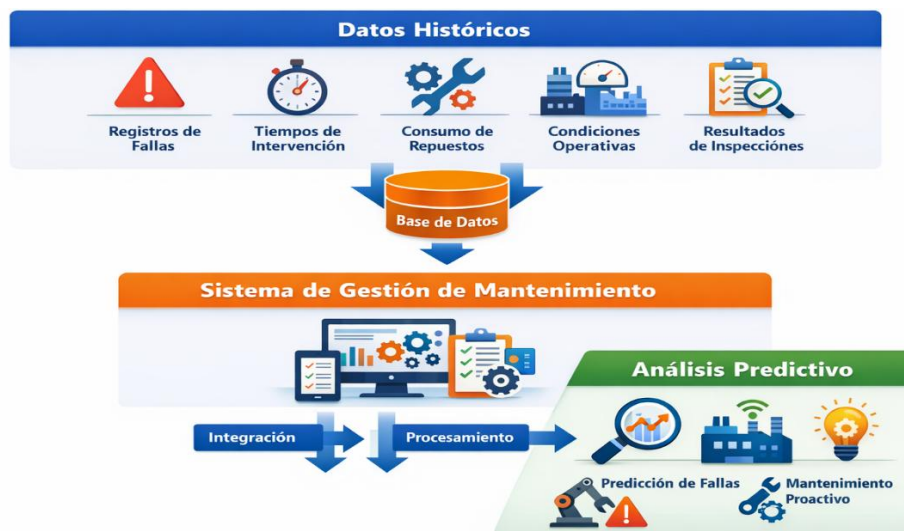 Datos Históricos
Registros de
Fallas
Tiempos de
Intervención
Consumo de
Repuestos
Condiciones
Operativas
Resultados
de Inspecciónes
Base de Datos
Sistema de Gestión de Mantenimiento
Análisis Predictivo
Integración
Procesamiento
Predicción de Fallas
Mantenimiento
Proactivo